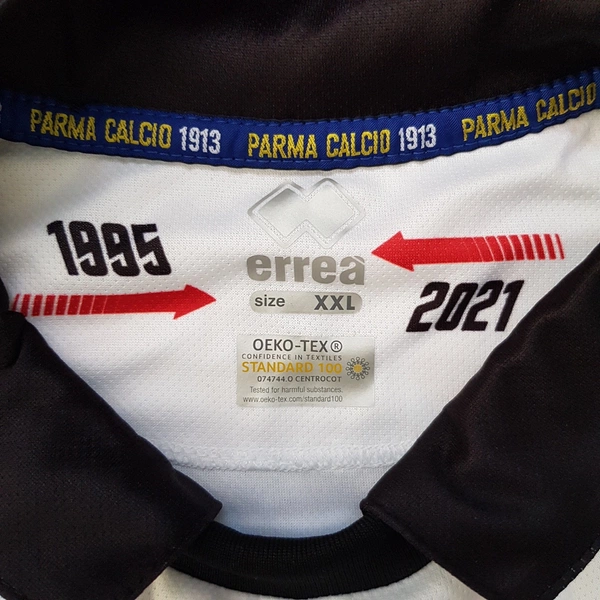 PARMA CALCIO 1913 PARMA CALCIO 1913 PARMA CALCIO
1995
erreà
size XXL
2021
OEKO-TEX®
CONFIDENCE IN TEXTILES
STANDARD 100
074744.0 CENTROCOT
Tested for harmful substances.
www.oeko-tex.com/standard100